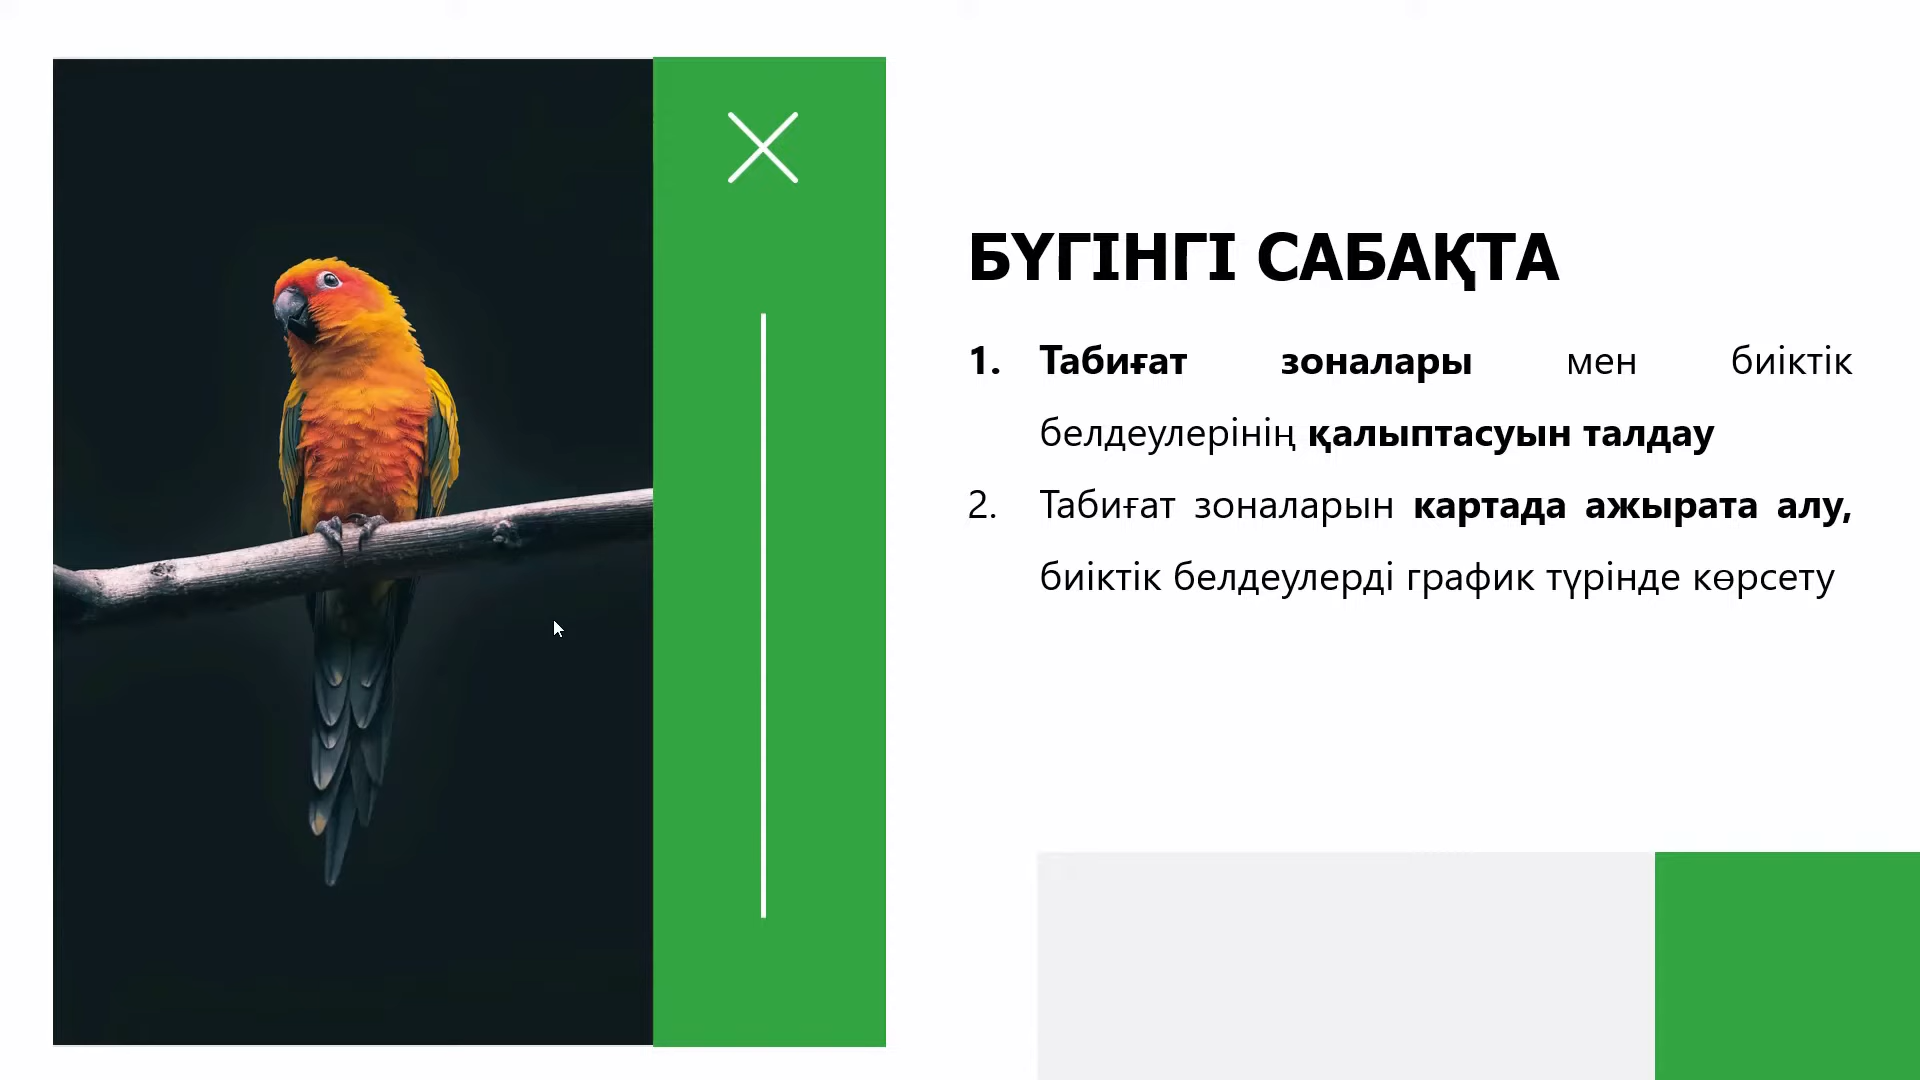 БҮГІНГІ САБАҚТА
1. Табиғат зоналары мен биіктік
белдеулерінің қалыптасуын талдау
2. Табиғат зоналарын картада ажырата алу,
биіктік белдеулерді график түрінде көрсету